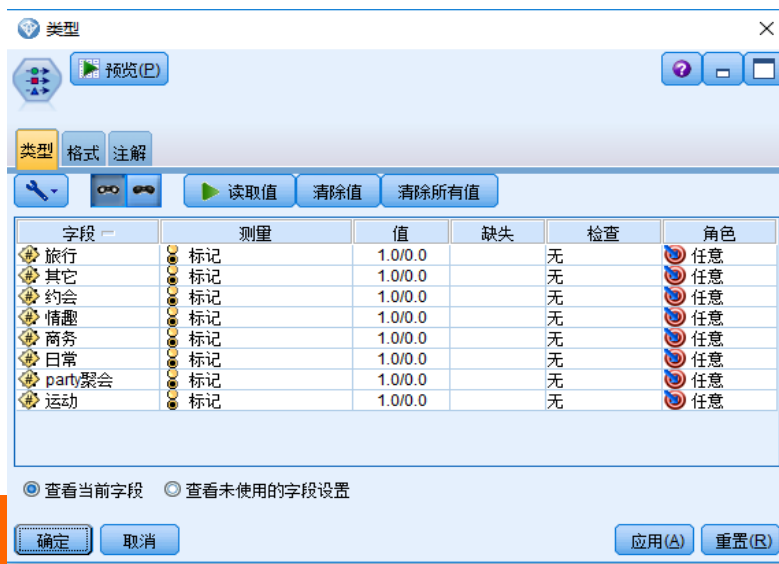 类型
预览(P)
类型 格式 注解
读取值 清除值 清除所有值
字段 测量 值 缺失 检查 角色
旅行 标记 1.0/0.0 无 任意
其它 标记 1.0/0.0 无 任意
约会 标记 1.0/0.0 无 任意
情趣 标记 1.0/0.0 无 任意
商务 标记 1.0/0.0 无 任意
日常 标记 1.0/0.0 无 任意
party聚会 标记 1.0/0.0 无 任意
运动 标记 1.0/0.0 无 任意
查看当前字段 查看未使用的字段设置
确定 取消 应用(A) 重置(R)